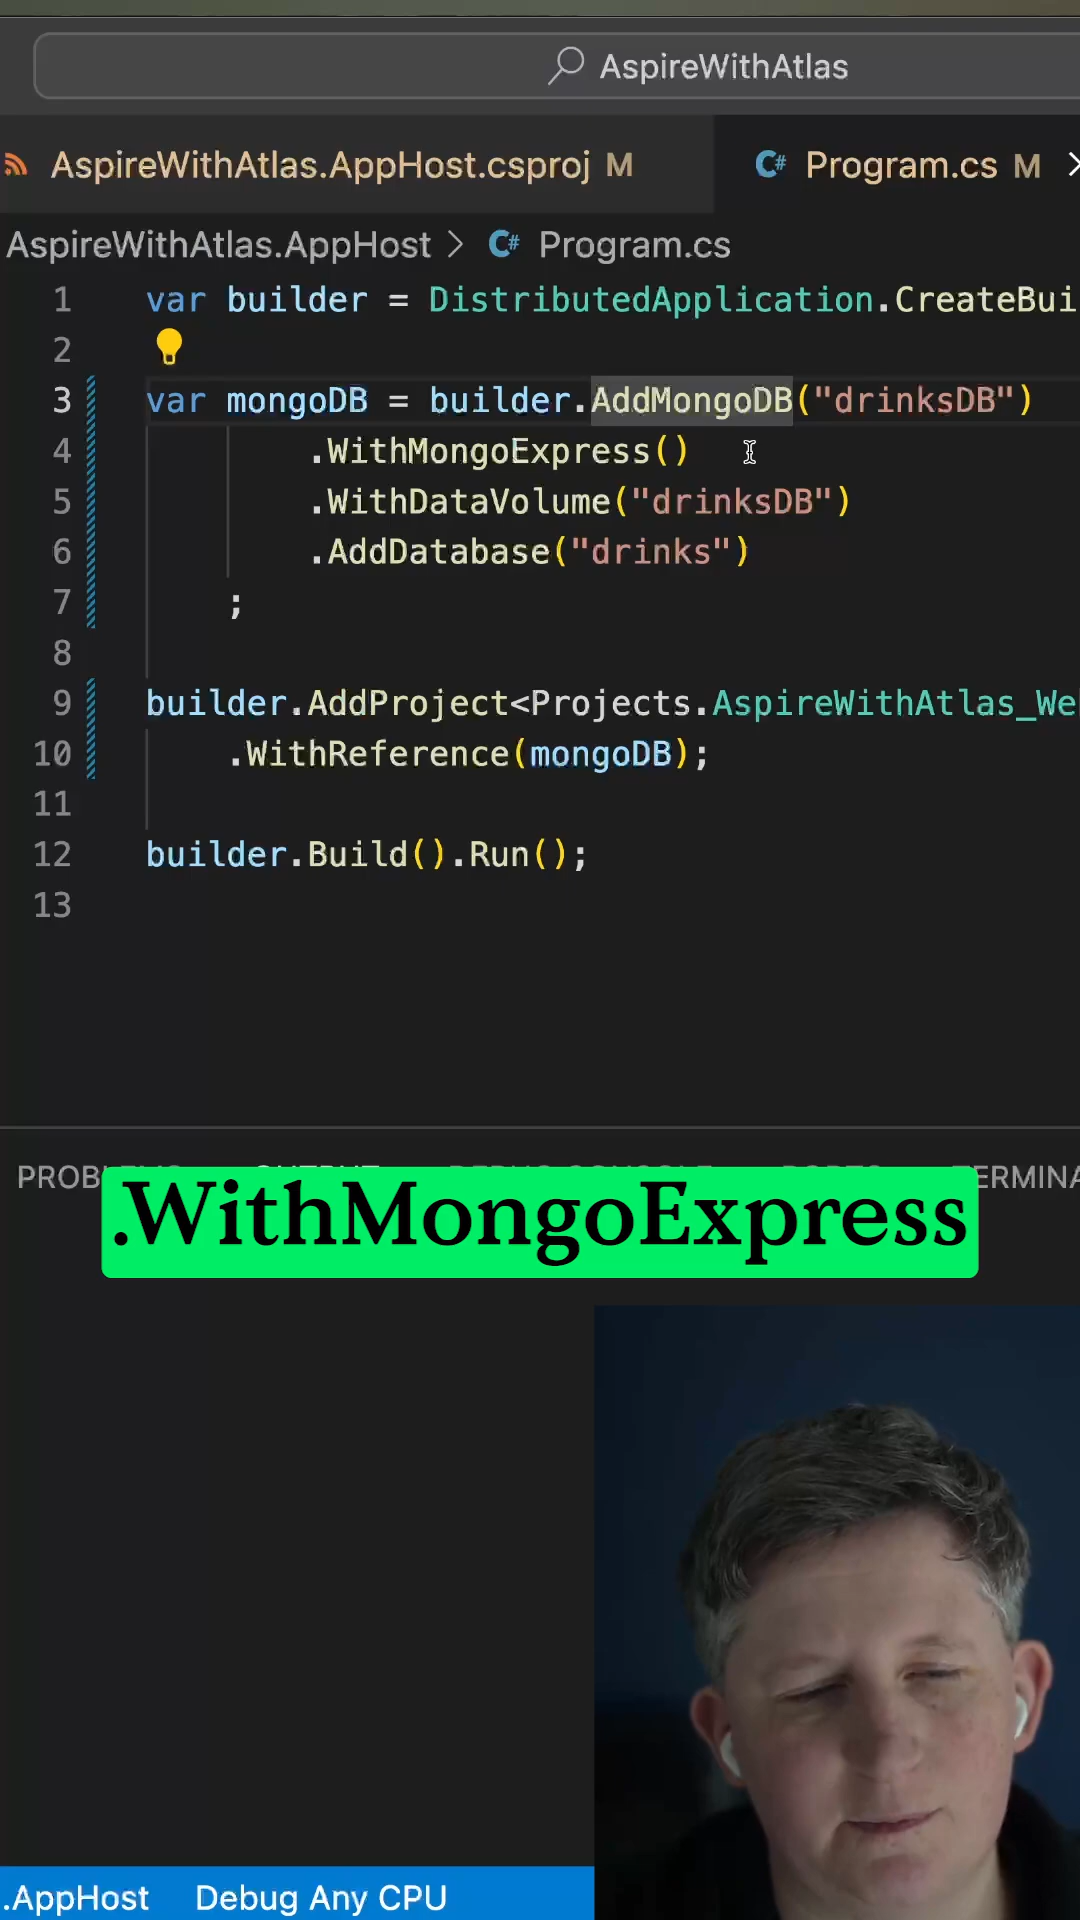 AspireWithAtlas
AspireWithAtlas.AppHost.csproj M
C# Program.cs M
AspireWithAtlas.AppHost > C# Program.cs
1 var builder = DistributedApplication.CreateBui
2
3 var mongoDB = builder.AddMongoDB("drinksDB")
4 .WithMongoExpress()
5 .WithDataVolume("drinksDB")
6 .AddDatabase("drinks")
7 ;
8
9 builder.AddProject<Projects.AspireWithAtlas_We
10 .WithReference(mongoDB);
11
12 builder.Build().Run();
13
.WithMongoExpress
.AppHost Debug Any CPU